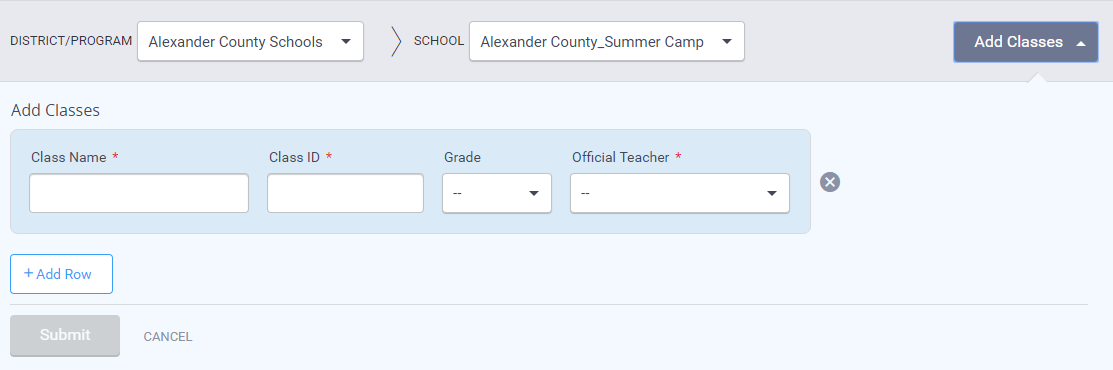 DISTRICT/PROGRAM Alexander County Schools SCHOOL Alexander County_Summer Camp Add Classes
Add Classes
Class Name * Class ID * Grade Official Teacher *
-- --
+ Add Row
Submit CANCEL